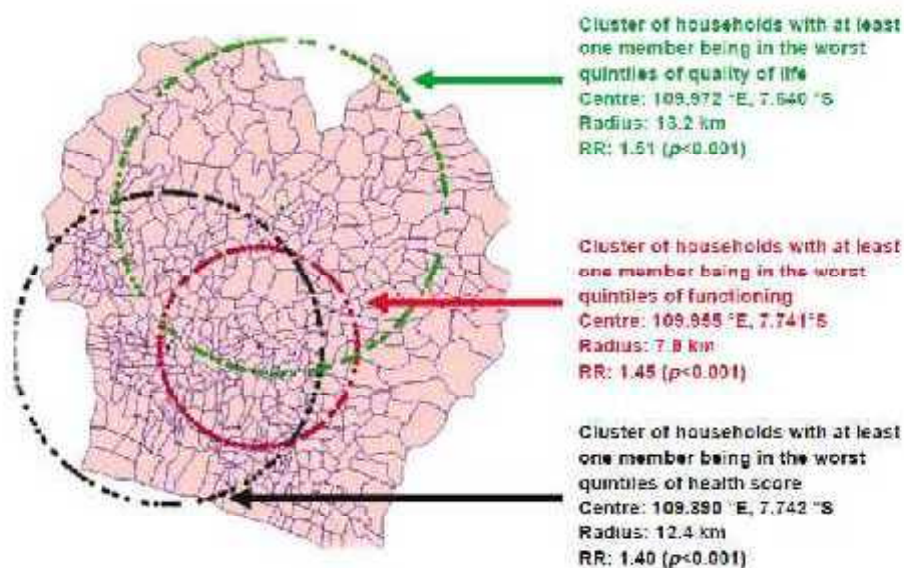 Cluster of households with at least
one member being in the worst
quintiles of quality of life
Centre: 109.972 °E, 7.640 °S
Radius: 13.2 km
RR: 1.51 (p<0.001)
Cluster of households with at least
one member being in the worst
quintiles of functioning
Centre: 109.955 °E, 7.741°S
Radius: 7.8 km
RR: 1.45 (p<0.001)
Cluster of households with at least
one member being in the worst
quintiles of health score
Centre: 109.890 °E, 7.742 °S
Radius: 12.4 km
RR: 1.40 (p<0.001)